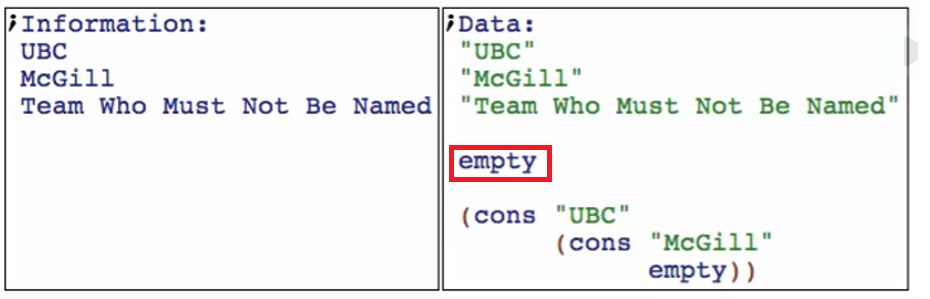 ;Information:
UBC
McGill
Team Who Must Not Be Named
;Data:
"UBC"
"McGill"
"Team Who Must Not Be Named"
empty
(cons "UBC"
(cons "McGill"
empty))